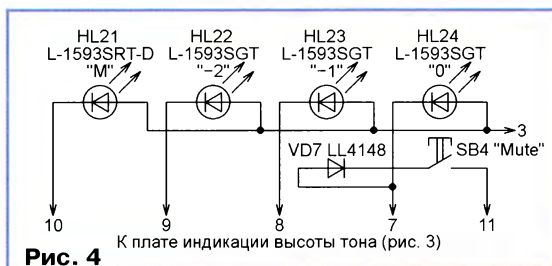 HL21 HL22 HL23 HL24
L-1593SRT-D L-1593SGT L-1593SGT L-1593SGT
"М" "−2" "−1" "0"
3
VD7 LL4148 SB4 "Mute"
10 9 8 7 11
К плате индикации высоты тона (рис. 3)
Рис. 4